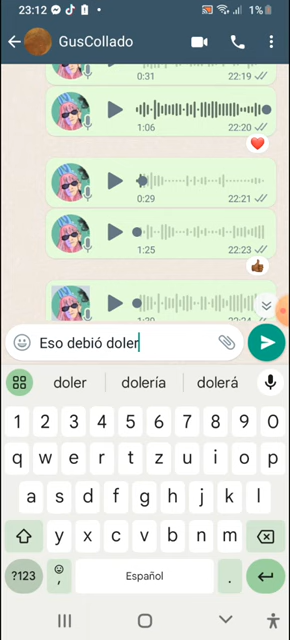 23:12
1%
GusCollado
0:31 22:19
1:06 22:20
0:29 22:21
1:25 22:23
Eso debió doler
doler dolería dolerá
1 2 3 4 5 6 7 8 9 0
q w e r t z u i o p
a s d f g h j k l
y x c v b n m
?123 , Español .